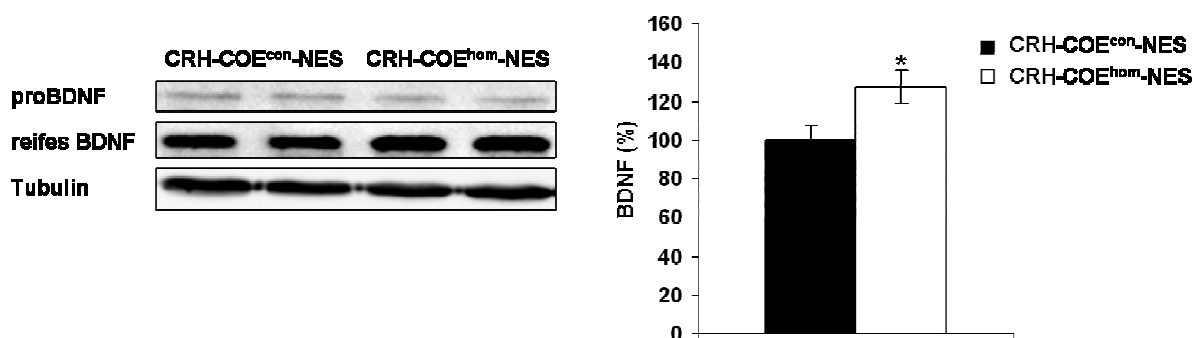 CRH-COEcon-NES CRH-COEhom-NES
proBDNF
reifes BDNF
Tubulin
BDNF (%)
160
140
120
100
80
60
40
20
0
*
CRH-COEcon-NES
CRH-COEhom-NES